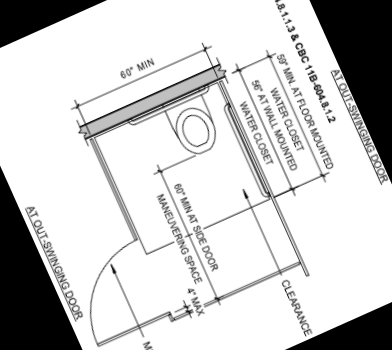 4.8.1.1.3 & CBC 11B-604.8.1.2
AT OUT-SWINGING DOOR
60" MIN
59" MIN. AT FLOOR MOUNTED
WATER CLOSET
56" AT WALL MOUNTED
WATER CLOSET
60" MIN AT SIDE DOOR
MANEUVERING SPACE
4" MAX
CLEARANCE
AT OUT-SWINGING DOOR